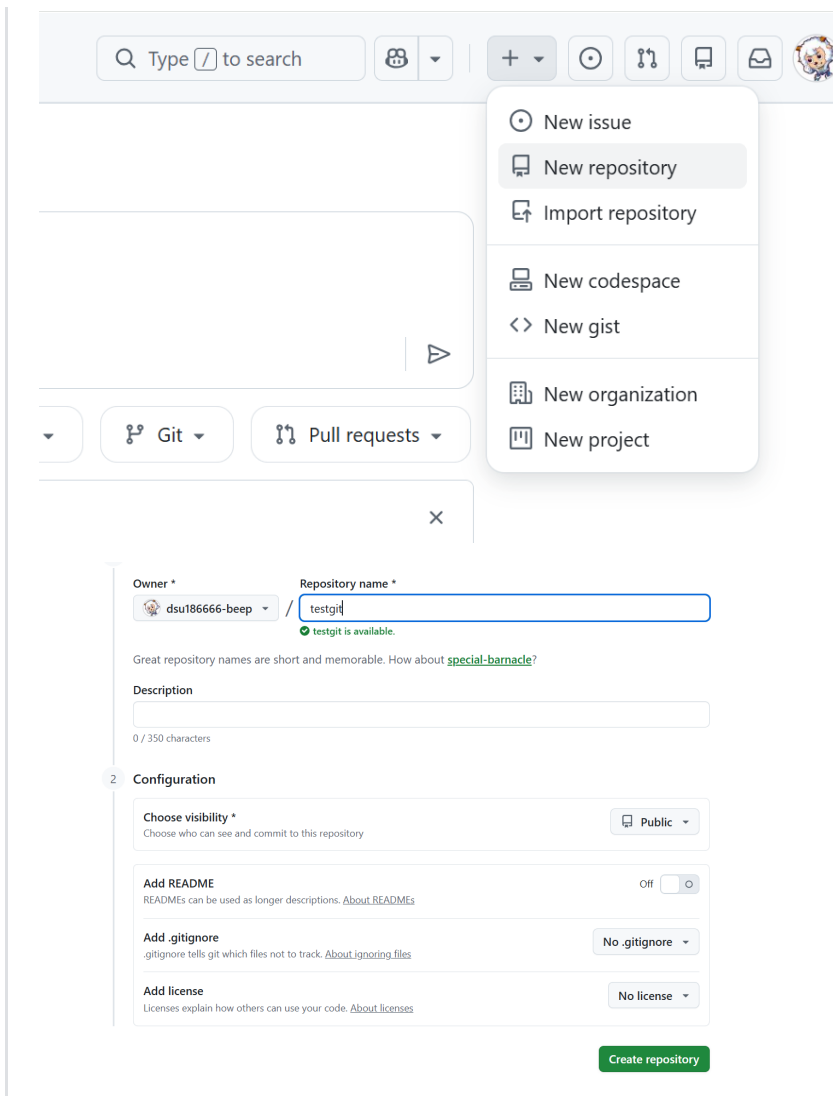 Type / to search
New issue
New repository
Import repository
New codespace
New gist
New organization
New project
Git
Pull requests
Owner * Repository name *
dsu186666-beep / testgit
testgit is available.
Great repository names are short and memorable. How about special-barnacle?
Description
0 / 350 characters
2 Configuration
Choose visibility * Public
Choose who can see and commit to this repository
Add README Off
READMEs can be used as longer descriptions. About READMEs
Add .gitignore No .gitignore
.gitignore tells git which files not to track. About ignoring files
Add license No license
Licenses explain how others can use your code. About licenses
Create repository